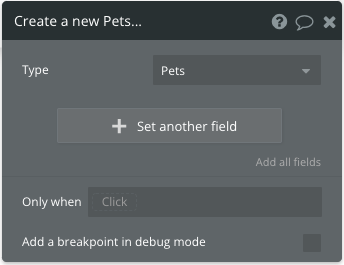 Create a new Pets...
Type Pets
Set another field
Add all fields
Only when Click
Add a breakpoint in debug mode